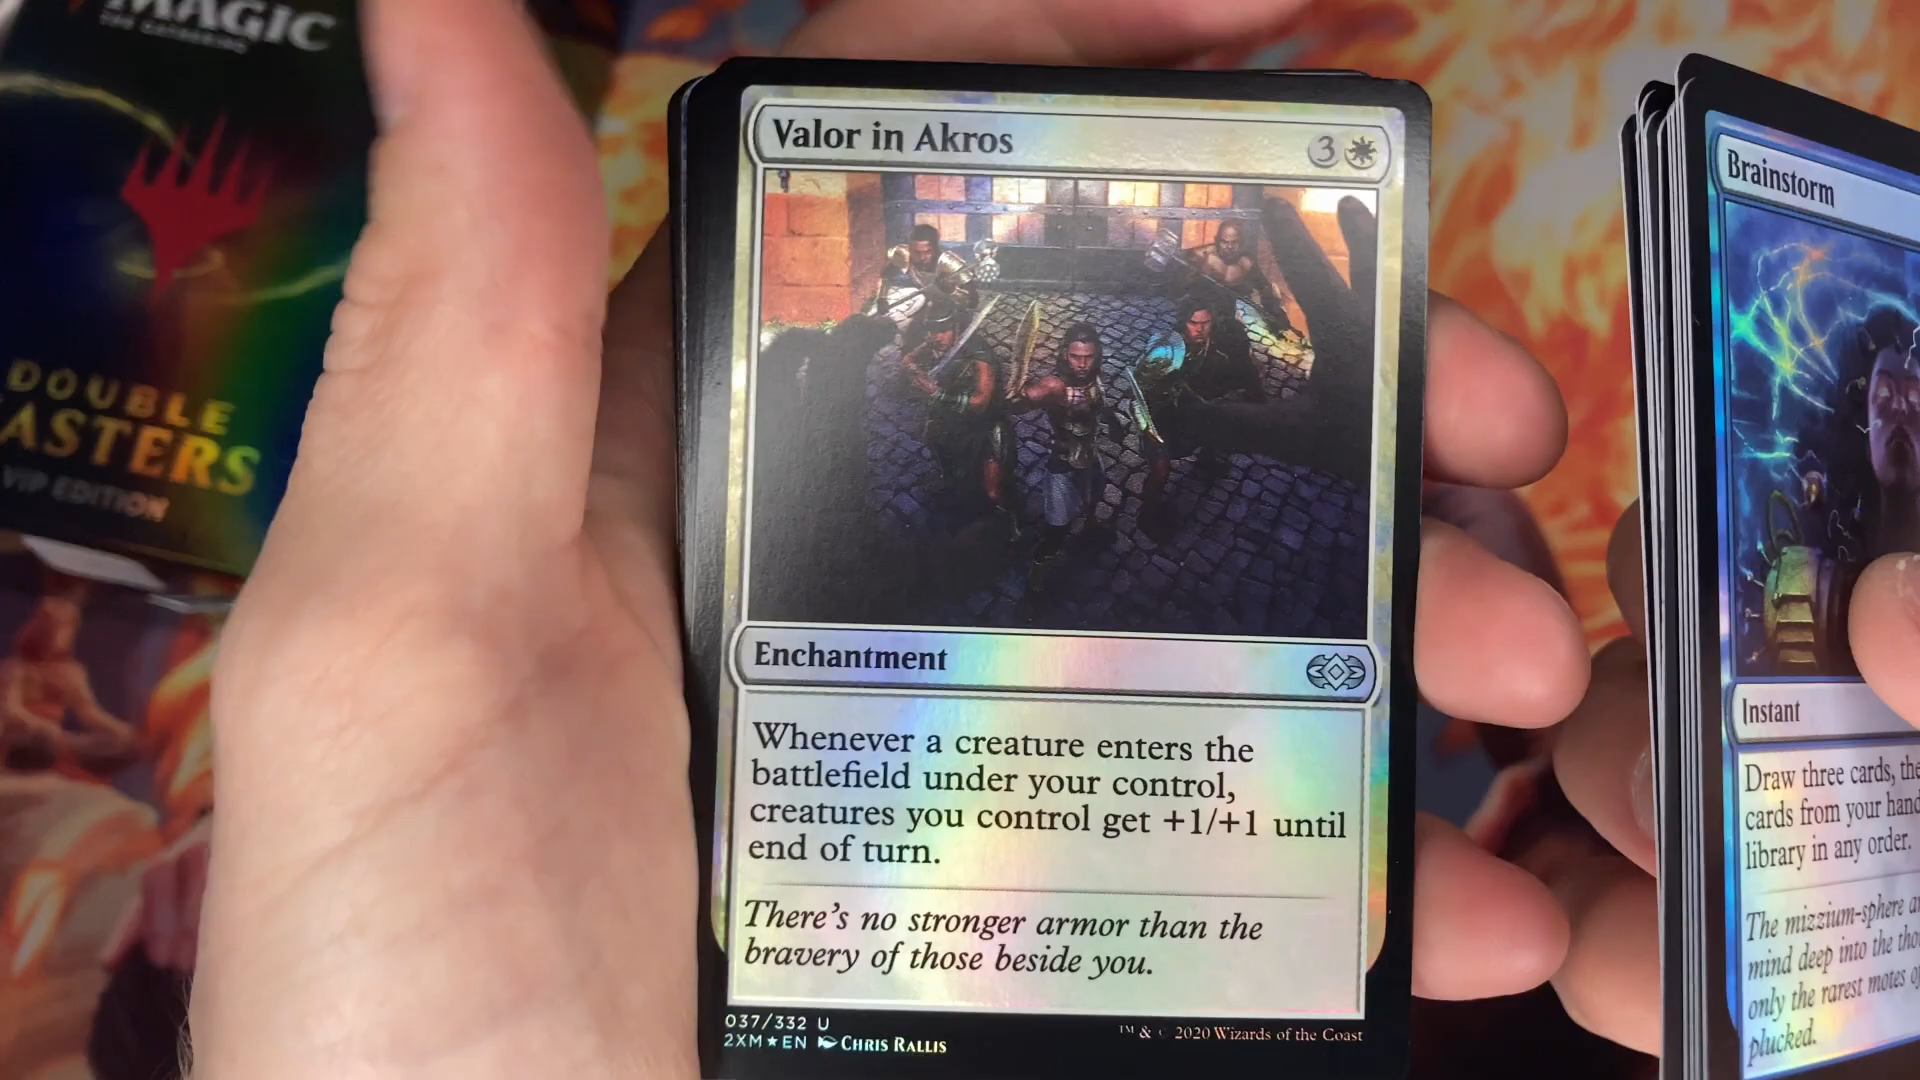 MAGIC
THE GATHERING
DOUBLE
ASTERS
VIP EDITION
Valor in Akros
3
Enchantment
Whenever a creature enters the
battlefield under your control,
creatures you control get +1/+1 until
end of turn.
There's no stronger armor than the
bravery of those beside you.
037/332 U
2XM★EN CHRIS RALLIS
™ & © 2020 Wizards of the Coast
Brainstorm
Instant
Draw three cards, the
cards from your hand
library in any order.
The mizzium-sphere a
mind deep into the tho
only the rarest motes o
plucked.